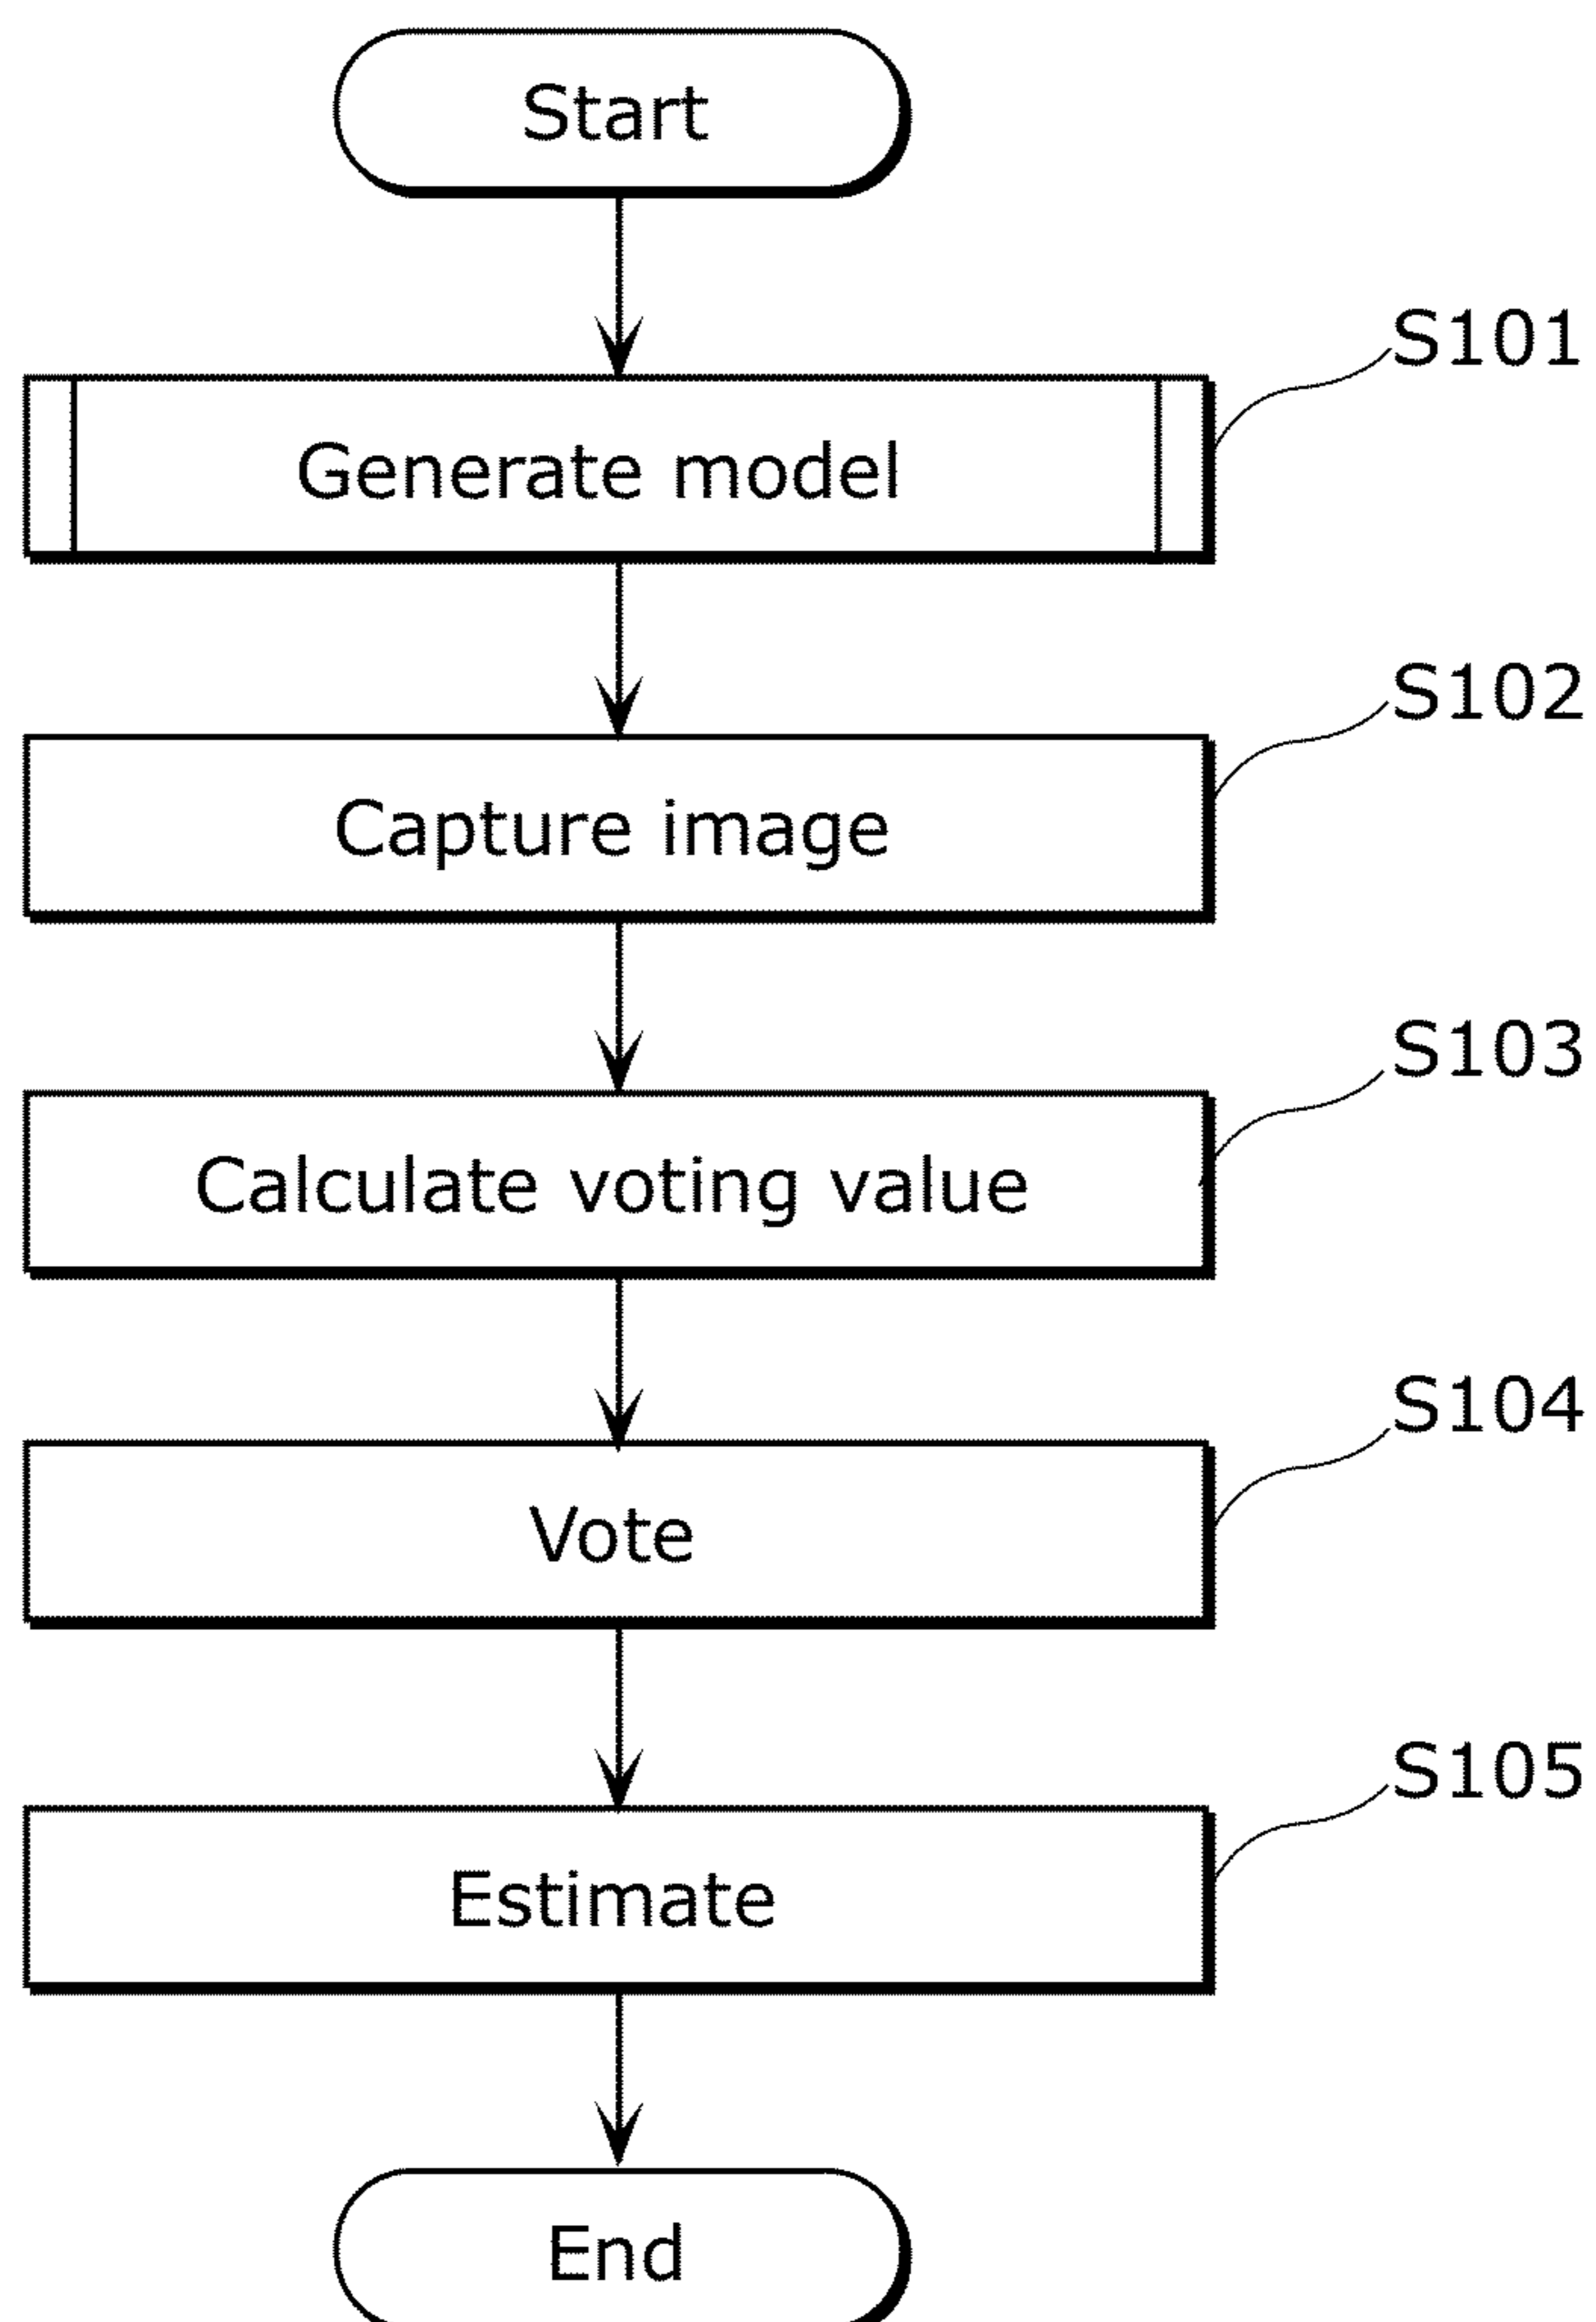 Start
S101
Generate model
S102
Capture image
S103
Calculate voting value
S104
Vote
S105
Estimate
End